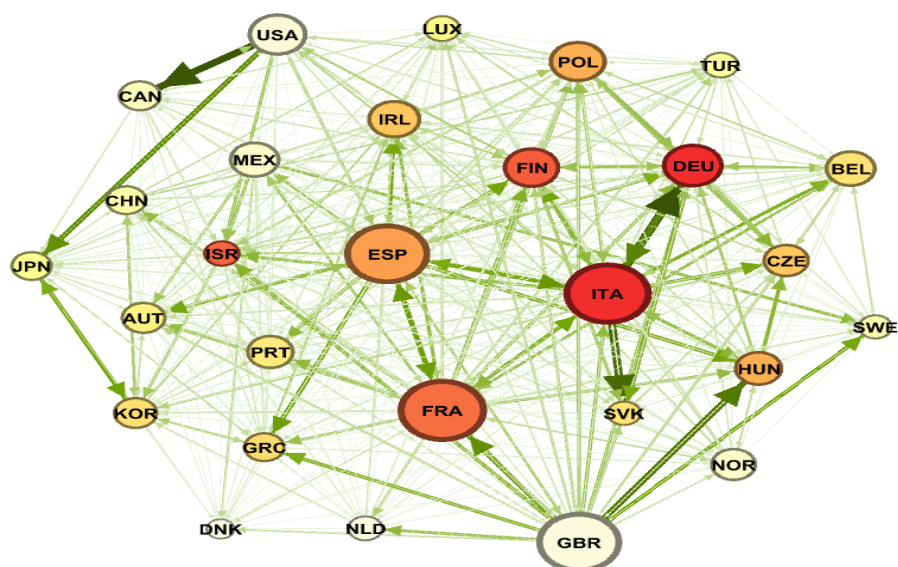 USA
LUX
POL
TUR
CAN
IRL
MEX
FIN
DEU
BEL
CHN
ISR
ESP
CZE
JPN
ITA
AUT
SWE
PRT
HUN
KOR
FRA
SVK
GRC
NOR
DNK
NLD
GBR